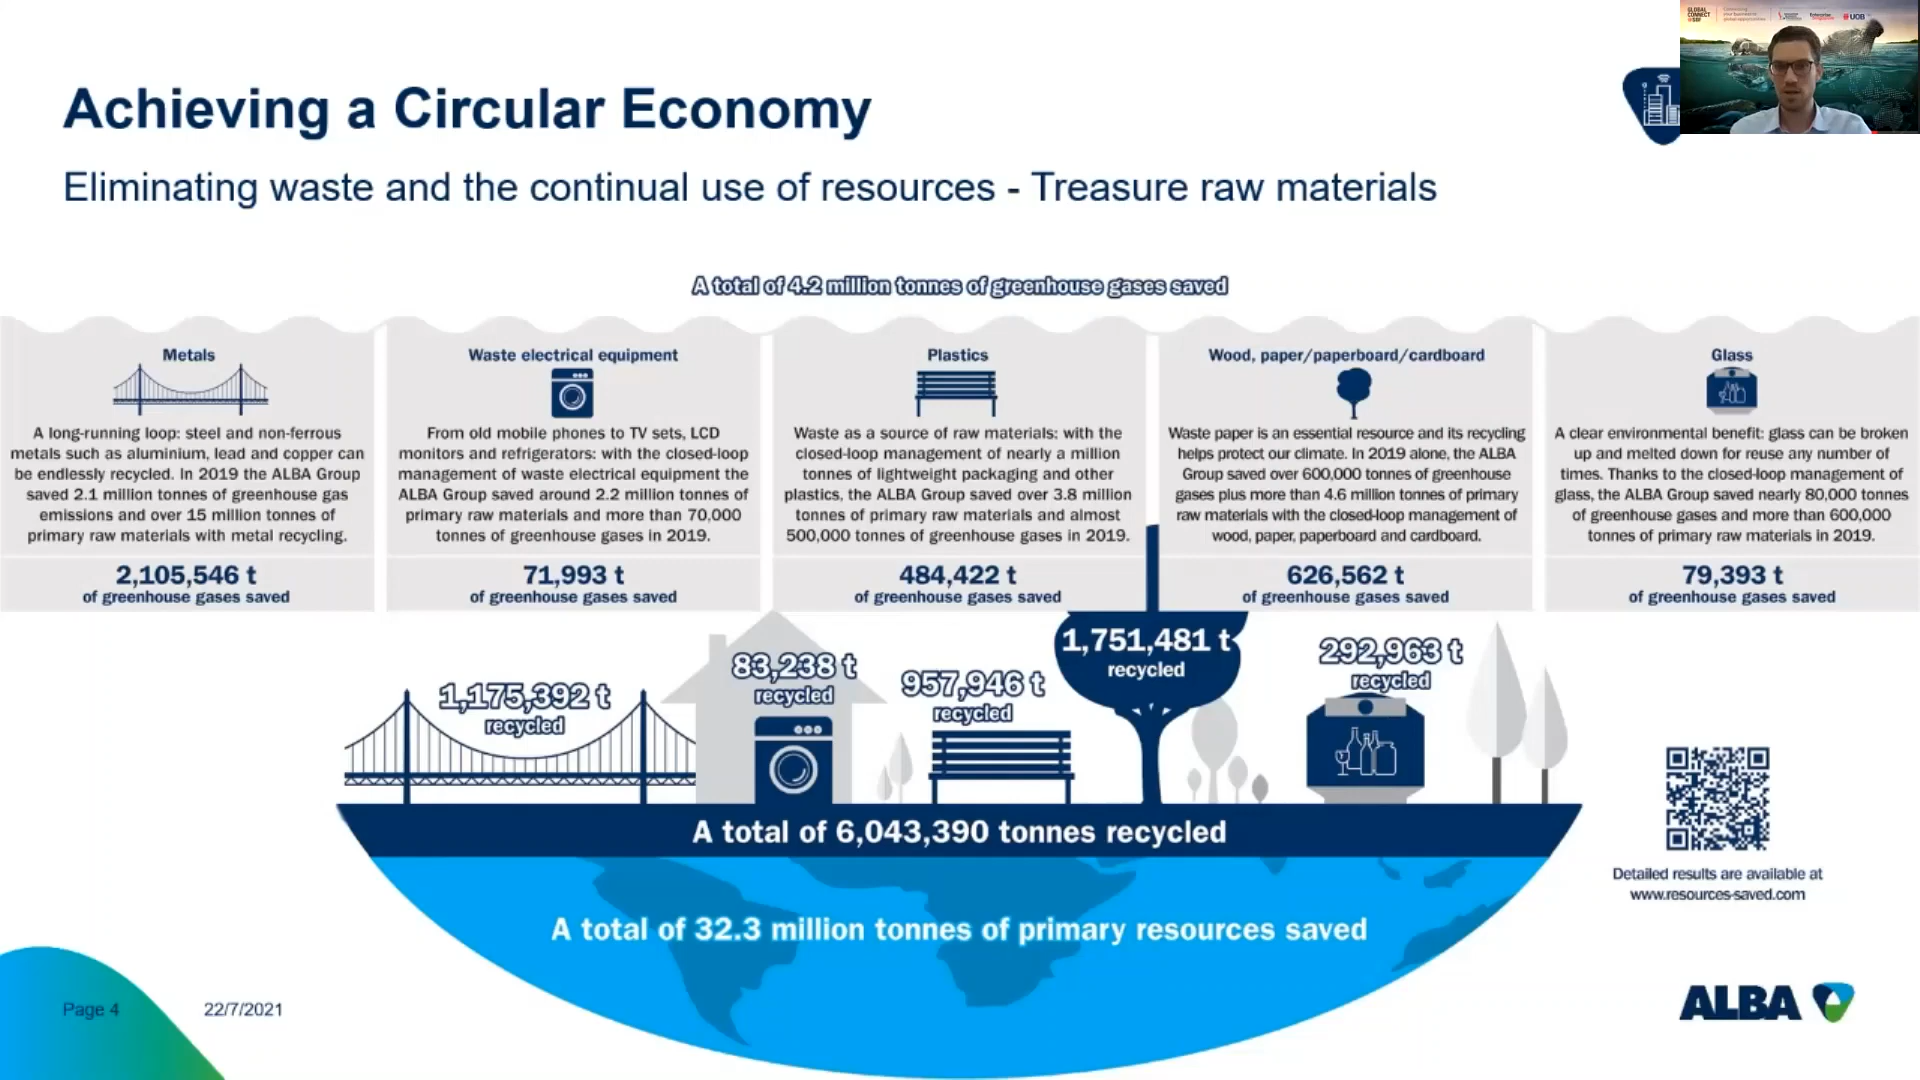 Achieving a Circular Economy
Eliminating waste and the continual use of resources - Treasure raw materials
GLOBAL
CONNECT
@SBF
UOB
A total of 4.2 million tonnes of greenhouse gases saved
Metals
A long-running loop: steel and non-ferrous
metals such as aluminium, lead and copper can
be endlessly recycled. In 2019 the ALBA Group
saved 2.1 million tonnes of greenhouse gas
emissions and over 15 million tonnes of
primary raw materials with metal recycling.
2,105,546 t
of greenhouse gases saved
Waste electrical equipment
From old mobile phones to TV sets, LCD
monitors and refrigerators: with the closed-loop
management of waste electrical equipment the
ALBA Group saved around 2.2 million tonnes of
primary raw materials and more than 70,000
tonnes of greenhouse gases in 2019.
71,993 t
of greenhouse gases saved
Plastics
Waste as a source of raw materials: with the
closed-loop management of nearly a million
tonnes of lightweight packaging and other
plastics, the ALBA Group saved over 3.8 million
tonnes of primary raw materials and almost
500,000 tonnes of greenhouse gases in 2019.
484,422 t
of greenhouse gases saved
Wood, paper/paperboard/cardboard
Waste paper is an essential resource and its recycling
helps protect our climate. In 2019 alone, the ALBA
Group saved over 600,000 tonnes of greenhouse
gases plus more than 4.6 million tonnes of primary
raw materials with the closed-loop management of
wood, paper, paperboard and cardboard.
626,562 t
of greenhouse gases saved
Glass
A clear environmental benefit: glass can be broken
up and melted down for reuse any number of
times. Thanks to the closed-loop management of
glass, the ALBA Group saved nearly 80,000 tonnes
of greenhouse gases and more than 600,000
tonnes of primary raw materials in 2019.
79,393 t
of greenhouse gases saved
1,175,392 t
recycled
83,238 t
recycled
957,946 t
recycled
1,751,481 t
recycled
292,963 t
recycled
A total of 6,043,390 tonnes recycled
A total of 32.3 million tonnes of primary resources saved
Detailed results are available at
www.resources-saved.com
Page 4
22/7/2021
ALBA